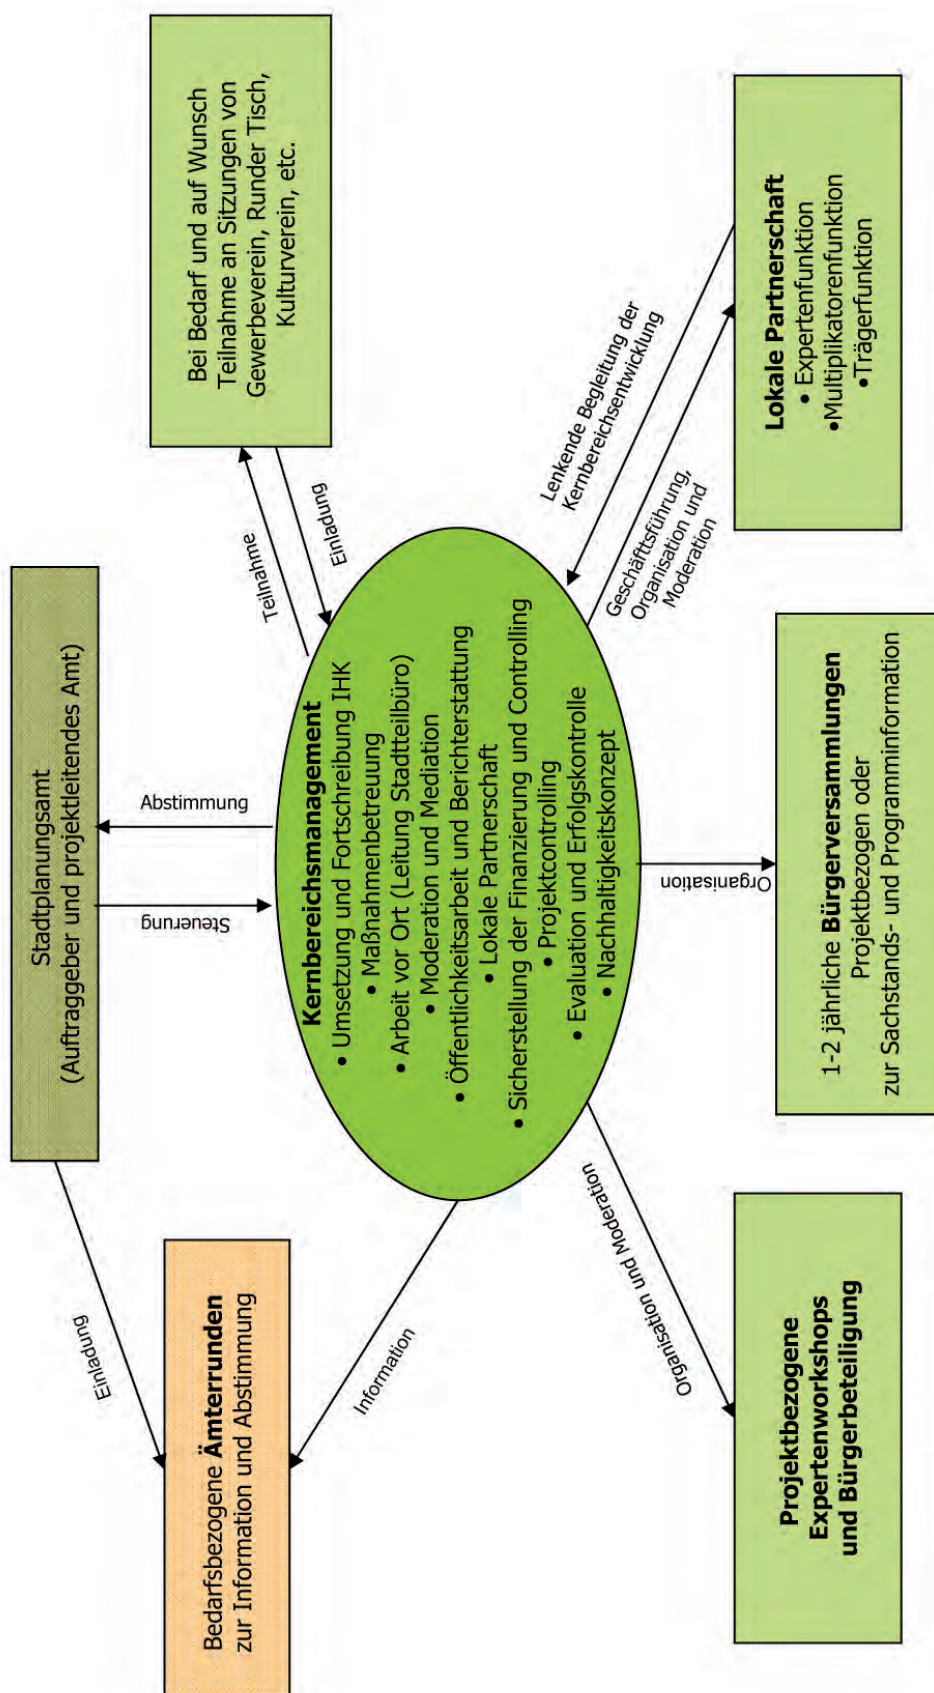 Stadtplanungsamt
(Auftraggeber und projektleitendes Amt)
Bedarfsbezogene Ämterrunden
zur Information und Abstimmung
Einladung
Steuerung
Abstimmung
Bei Bedarf und auf Wunsch
Teilnahme an Sitzungen von
Gewerbeverein, Runder Tisch,
Kulturverein, etc.
Teilnahme
Einladung
Information
Kernbereichsmanagement
• Umsetzung und Fortschreibung IHK
• Maßnahmenbetreuung
• Arbeit vor Ort (Leitung Stadtteilbüro)
• Moderation und Mediation
• Öffentlichkeitsarbeit und Berichterstattung
• Lokale Partnerschaft
• Sicherstellung der Finanzierung und Controlling
• Projektcontrolling
• Evaluation und Erfolgskontrolle
• Nachhaltigkeitskonzept
Organisation und Moderation
Organisation
Lenkende Begleitung der
Kernbereichsentwicklung
Geschäfttsführung,
Organisation und
Moderation
Projektbezogene
Expertenworkshops
und Bürgerbeteiligung
1-2 jährliche Bürgerversammlungen
Projektbezogen oder
zur Sachstands- und Programminformation
Lokale Partnerschaft
• Expertenfunktion
•Multiplikatorenfunktion
•Trägerfunktion